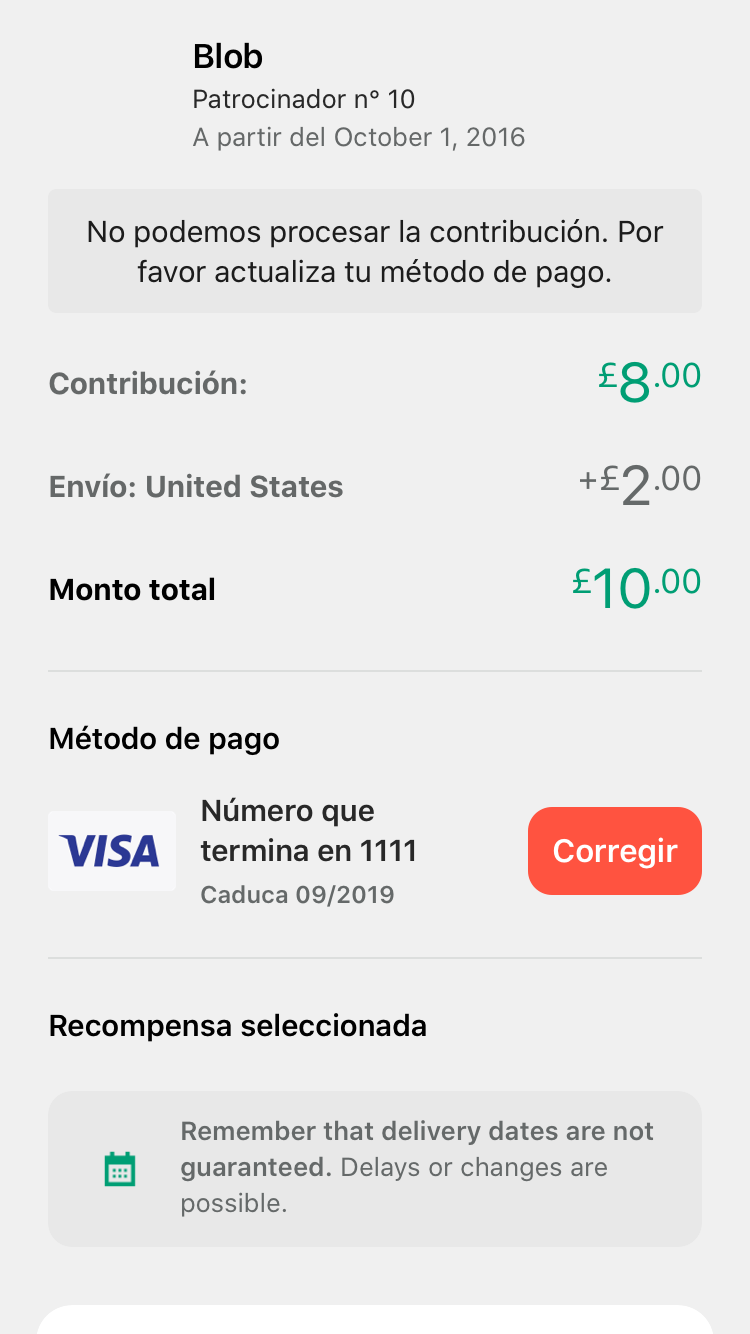 Blob
Patrocinador n° 10
A partir del October 1, 2016
No podemos procesar la contribución. Por
favor actualiza tu método de pago.
Contribución:
£8.00
Envío: United States
+£2.00
Monto total
£10.00
Método de pago
VISA
Número que
termina en 1111
Caduca 09/2019
Corregir
Recompensa seleccionada
Remember that delivery dates are not
guaranteed. Delays or changes are
possible.